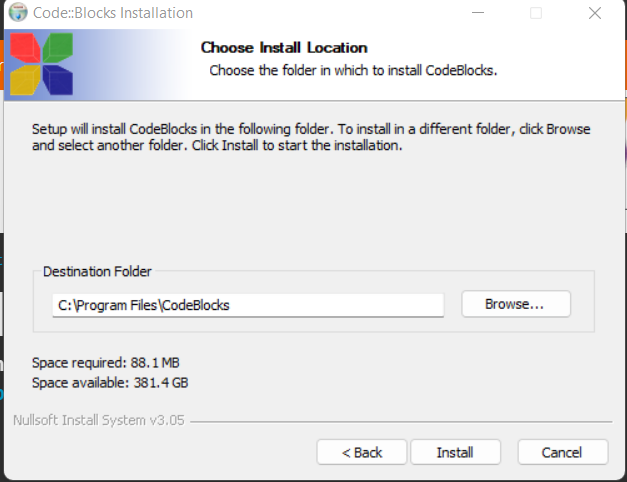 Code::Blocks Installation
Choose Install Location
Choose the folder in which to install CodeBlocks.
Setup will install CodeBlocks in the following folder. To install in a different folder, click Browse
and select another folder. Click Install to start the installation.
Destination Folder
C:\Program Files\CodeBlocks
Browse...
Space required: 88.1 MB
Space available: 381.4 GB
Nullsoft Install System v3.05
< Back
Install
Cancel